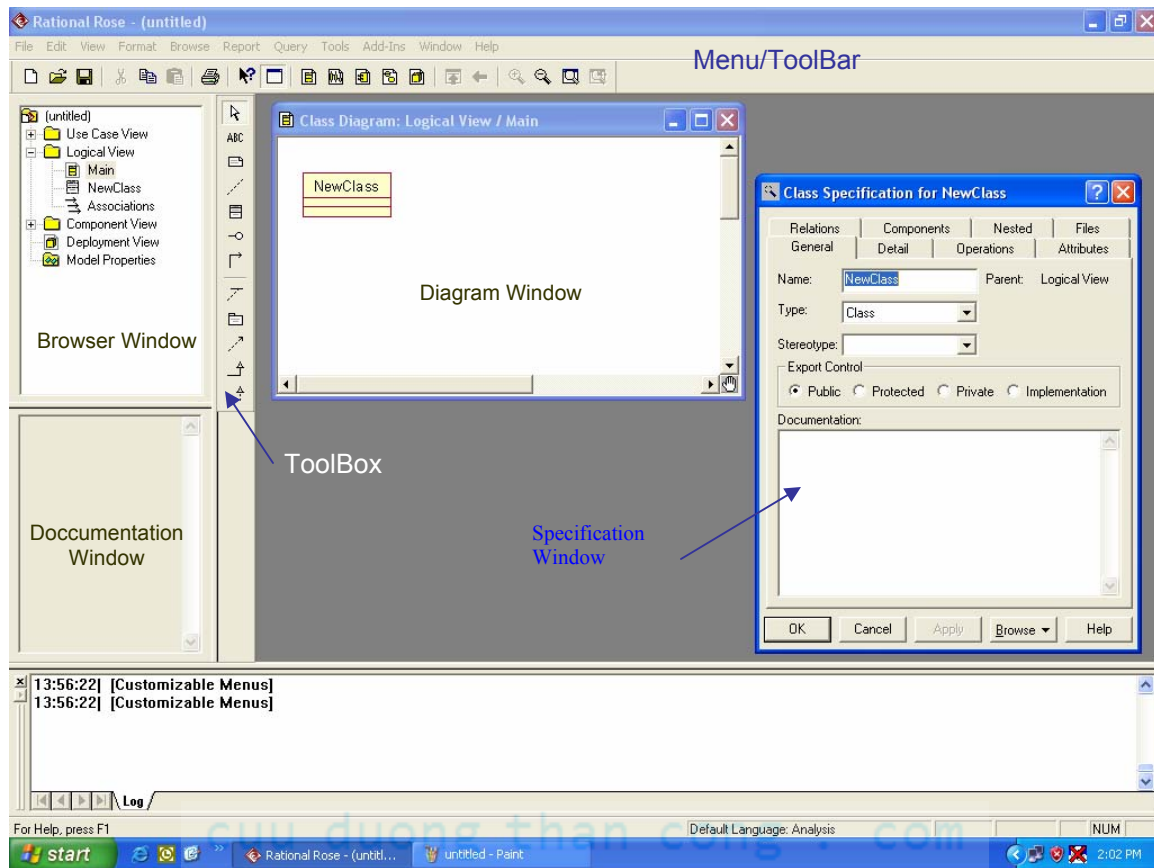 Rational Rose - (untitled)
File Edit View Format Browse Report Query Tools Add-Ins Window Help
Menu/ToolBar
(untitled)
Use Case View
Logical View
Main
NewClass
Associations
Component View
Deployment View
Model Properties
Browser Window
ABC
Class Diagram: Logical View / Main
NewClass
Diagram Window
ToolBox
Doccumentation
Window
Specification
Window
Class Specification for NewClass
Relations Components Nested Files
General Detail Operations Attributes
Name: NewClass Parent: Logical View
Type: Class
Stereotype:
Export Control
Public Protected Private Implementation
Documentation:
OK Cancel Apply Browse Help
13:56:22| [Customizable Menus]
13:56:22| [Customizable Menus]
Log
For Help, press F1 Default Language: Analysis NUM
cuu duong than cong . com
start Rational Rose - (untitl... untitled - Paint 2:02 PM